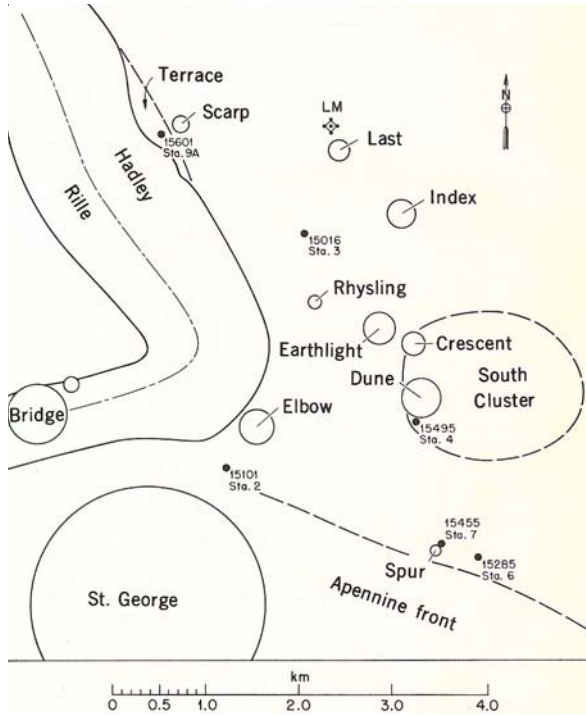 Terrace
Scarp
15601
Sta. 9A
LM
N
Last
Hadley
Rille
Index
15016
Sta. 3
Rhysling
Earthlight
Crescent
Dune
South
Cluster
Bridge
Elbow
15495
Sta. 4
15101
Sta. 2
15455
Sta. 7
Spur
15285
Sta. 6
St. George
Apennine front
km
0 0.5 1.0 2.0 3.0 4.0